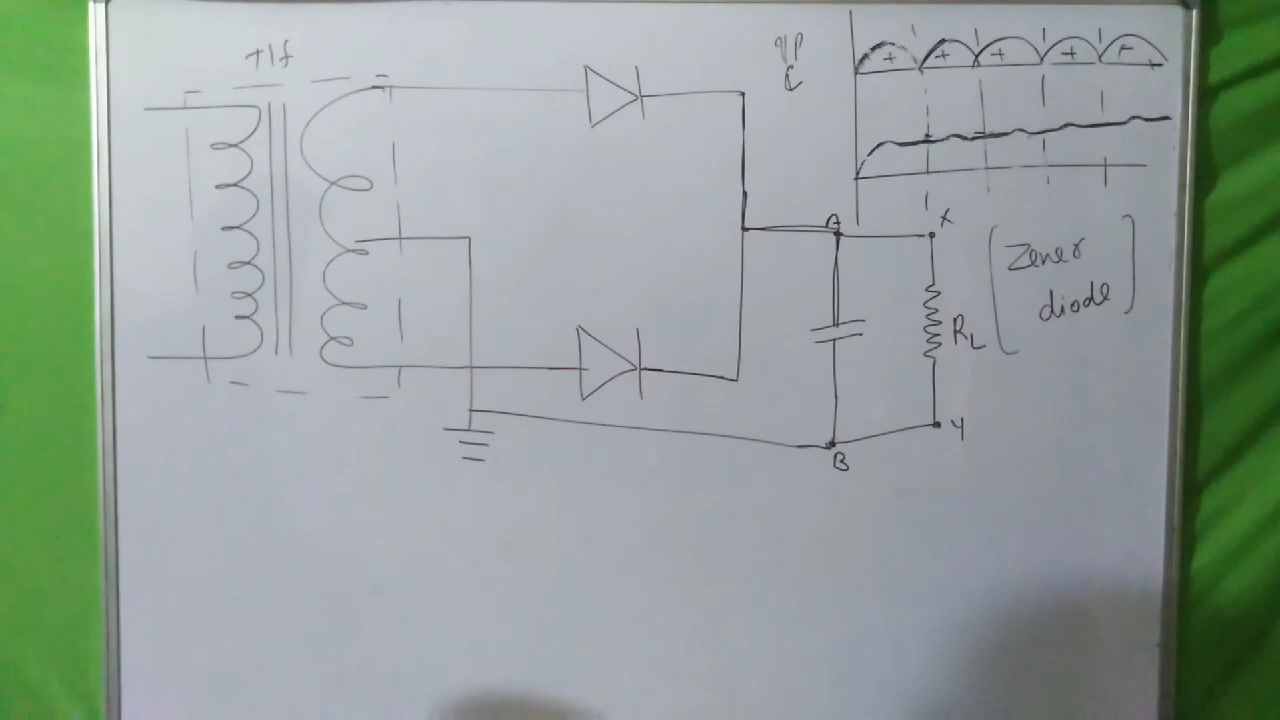 T/f
O/P
C
+ + + + +
A
X
Zener
diode
RL
Y
B